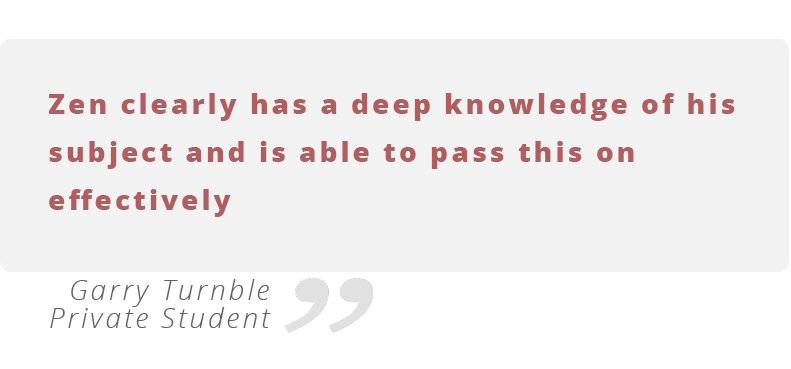 Zen clearly has a deep knowledge of his
subject and is able to pass this on
effectively
Garry Turnble
Private Student
”